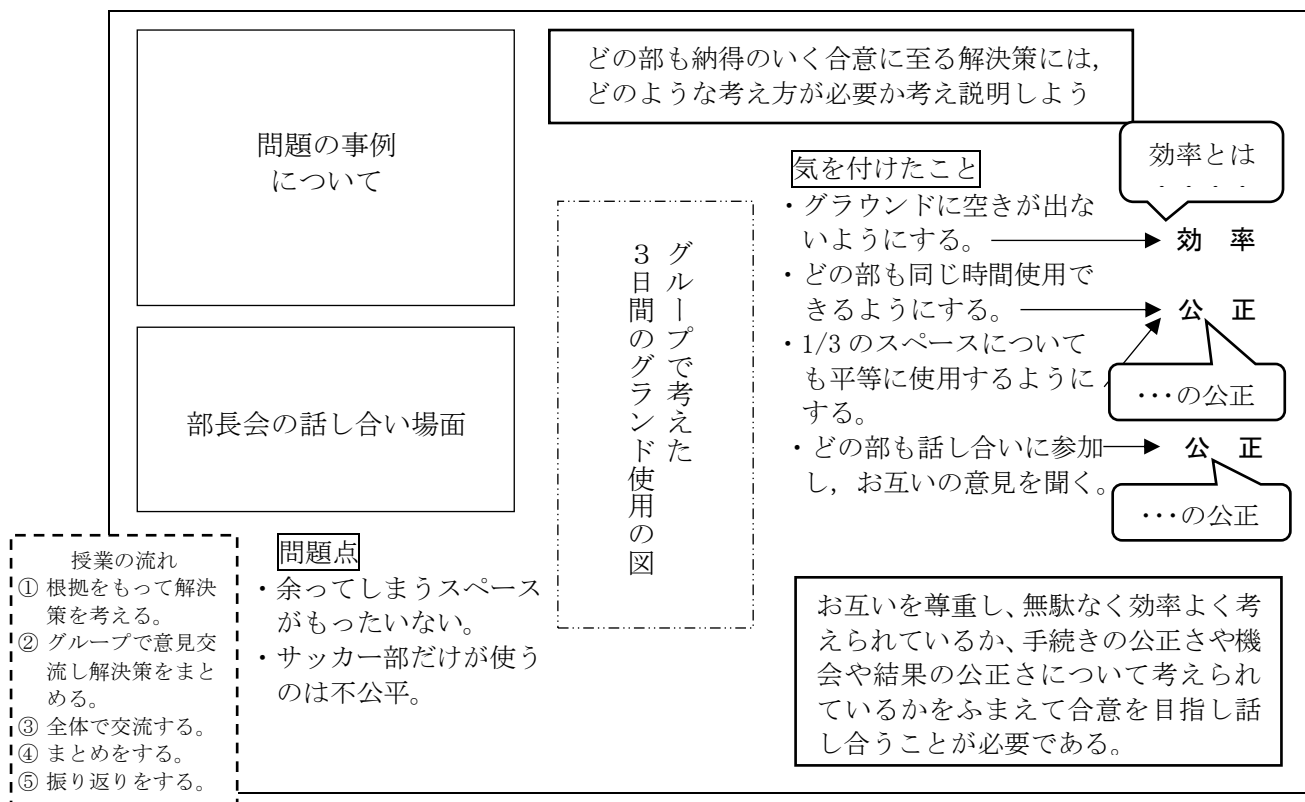 どの部も納得のいく合意に至る解決策には,
どのような考え方が必要か考え説明しよう
問題の事例
について
部長会の話し合い場面
授業の流れ
① 根拠をもって解決
策を考える。
② グループで意見交
流し解決策をまと
める。
③ 全体で交流する。
④ まとめをする。
⑤ 振り返りをする。
問題点
・余ってしまうスペース
がもったいない。
・サッカー部だけが使う
のは不公平。
グループで考えた
3日間のグランド使用の図
気を付けたこと
・グラウンドに空きが出な
いようにする。
・どの部も同じ時間使用で
きるようにする。
・1/3 のスペースについて
も平等に使用するように
する。
・どの部も話し合いに参加
し, お互いの意見を聞く。
効率とは
・・・・
効 率
公 正
・・・の公正
公 正
・・・の公正
お互いを尊重し、無駄なく効率よく考
えられているか、手続きの公正さや機
会や結果の公正さについて考えられ
ているかをふまえて合意を目指し話
し合うことが必要である。